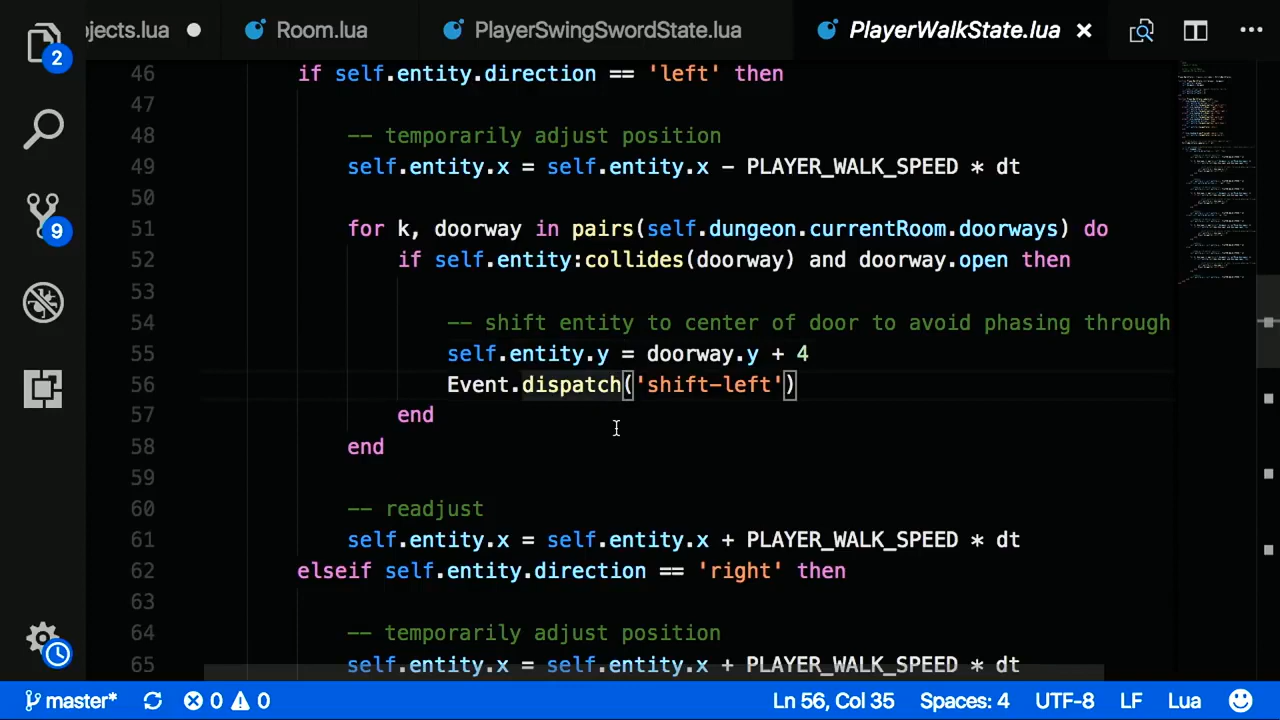 jects.lua
Room.lua
PlayerSwingSwordState.lua
PlayerWalkState.lua
2
9
46 if self.entity.direction == 'left' then
47
48 -- temporarily adjust position
49 self.entity.x = self.entity.x - PLAYER_WALK_SPEED * dt
50
51 for k, doorway in pairs(self.dungeon.currentRoom.doorways) do
52 if self.entity:collides(doorway) and doorway.open then
53
54 -- shift entity to center of door to avoid phasing through
55 self.entity.y = doorway.y + 4
56 Event.dispatch('shift-left')
57 end
58 end
59
60 -- readjust
61 self.entity.x = self.entity.x + PLAYER_WALK_SPEED * dt
62 elseif self.entity.direction == 'right' then
63
64 -- temporarily adjust position
65 self.entity.x = self.entity.x + PLAYER_WALK_SPEED * dt
master* 0 0 Ln 56, Col 35 Spaces: 4 UTF-8 LF Lua